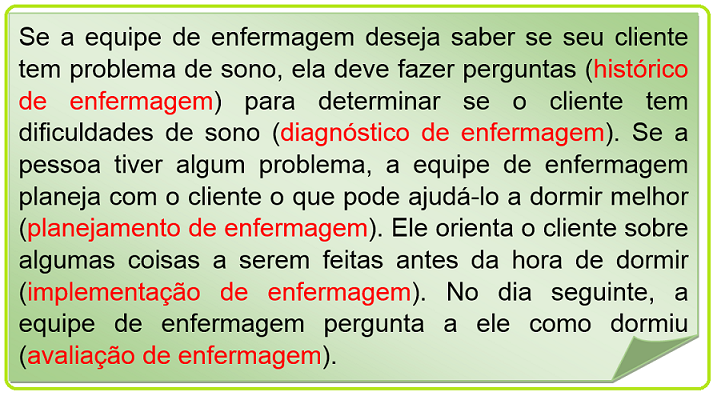 Se a equipe de enfermagem deseja saber se seu cliente
tem problema de sono, ela deve fazer perguntas (histórico
de enfermagem) para determinar se o cliente tem
dificuldades de sono (diagnóstico de enfermagem). Se a
pessoa tiver algum problema, a equipe de enfermagem
planeja com o cliente o que pode ajudá-lo a dormir melhor
(planejamento de enfermagem). Ele orienta o cliente sobre
algumas coisas a serem feitas antes da hora de dormir
(implementação de enfermagem). No dia seguinte, a
equipe de enfermagem pergunta a ele como dormiu
(avaliação de enfermagem).